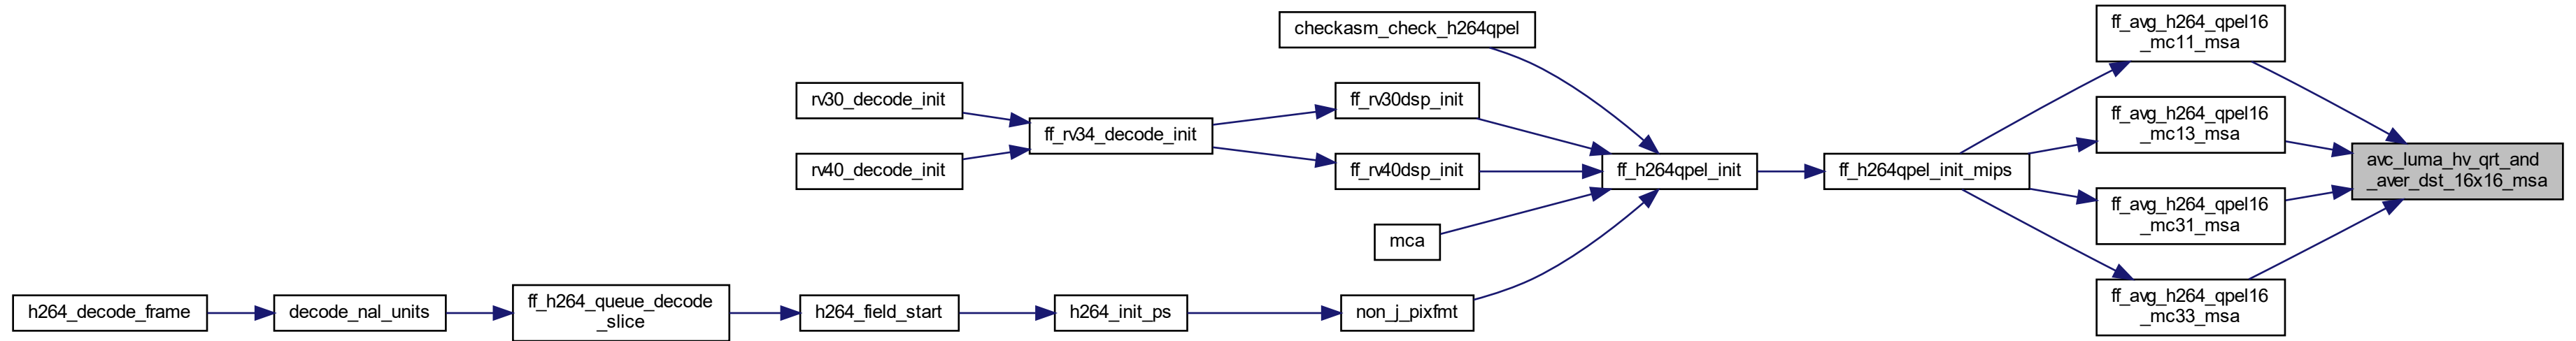 checkasm_check_h264qpel
rv30_decode_init
rv40_decode_init
ff_rv34_decode_init
ff_rv30dsp_init
ff_rv40dsp_init
mca
h264_decode_frame
decode_nal_units
ff_h264_queue_decode
_slice
h264_field_start
h264_init_ps
non_j_pixfmt
ff_h264qpel_init
ff_h264qpel_init_mips
ff_avg_h264_qpel16
_mc11_msa
ff_avg_h264_qpel16
_mc13_msa
ff_avg_h264_qpel16
_mc31_msa
ff_avg_h264_qpel16
_mc33_msa
avc_luma_hv_qrt_and
_aver_dst_16x16_msa